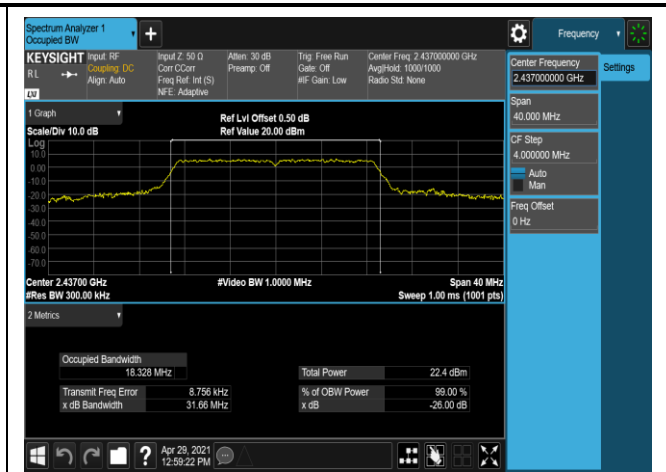 Spectrum Analyzer 1
Occupied BW
+
Frequency
KEYSIGHT
RL
LXI
Input: RF
Coupling: DC
Align: Auto
Input Z: 50 Ω
Corr CCorr
Freq Ref: Int (S)
NFE: Adaptive
Atten: 30 dB
Preamp: Off
Trig: Free Run
Gate: Off
#IF Gain: Low
Center Freq: 2.437000000 GHz
Avg|Hold: 1000/1000
Radio Std: None
Center Frequency
2.437000000 GHz
Settings
Span
40.000 MHz
CF Step
4.000000 MHz
Auto
Man
Freq Offset
0 Hz
1 Graph
Scale/Div 10.0 dB
Ref Lvl Offset 0.50 dB
Ref Value 20.00 dBm
Log
10.0
0.00
-10.0
-20.0
-30.0
-40.0
-50.0
-60.0
-70.0
Center 2.43700 GHz
#Res BW 300.00 kHz
#Video BW 1.0000 MHz
Span 40 MHz
Sweep 1.00 ms (1001 pts)
2 Metrics
Occupied Bandwidth
18.328 MHz
Total Power 22.4 dBm
Transmit Freq Error 8.756 kHz
% of OBW Power 99.00 %
x dB Bandwidth 31.66 MHz
x dB -26.00 dB
?
Apr 29, 2021
12:59:22 PM